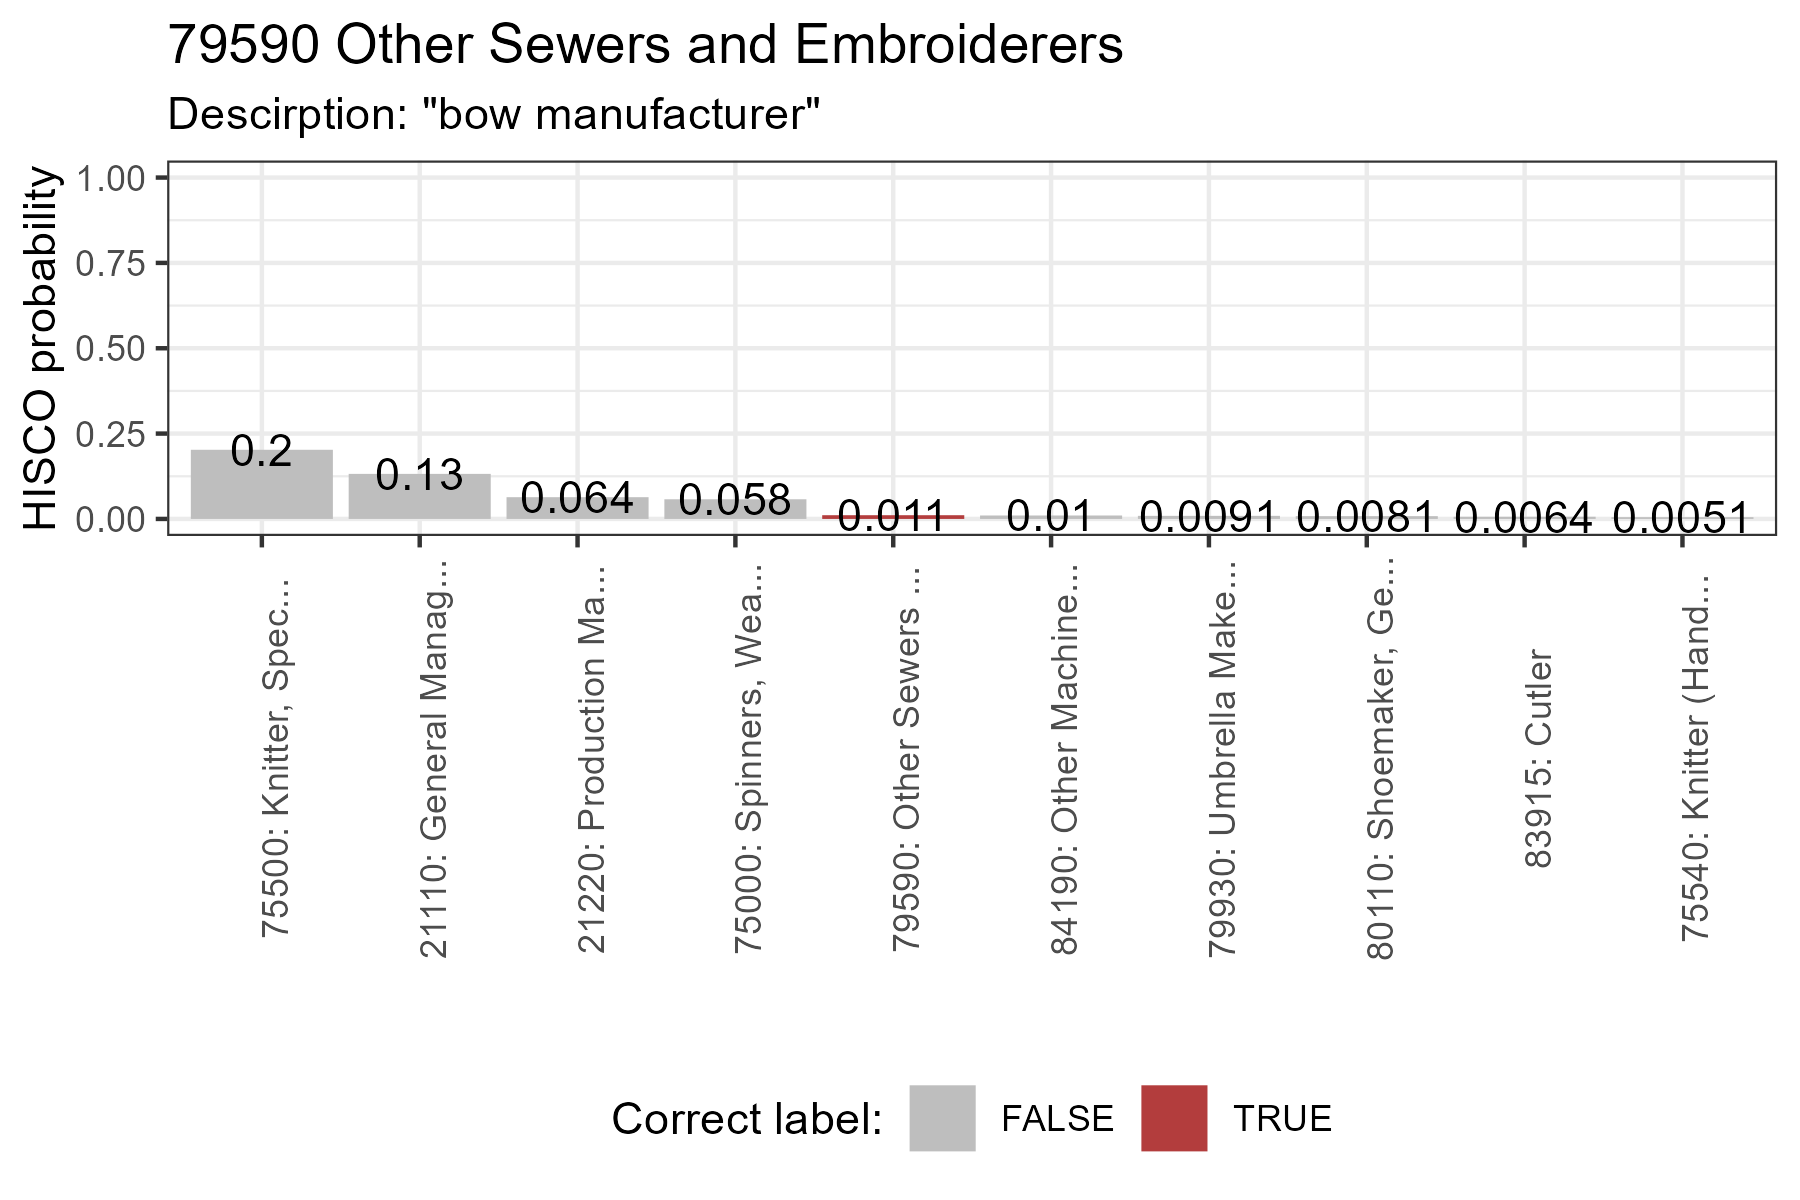 79590 Other Sewers and Embroiderers
Descirption: "bow manufacturer"
HISCO probability
1.00
0.75
0.50
0.25
0.00
0.2
0.13
0.064
0.058
0.011
0.01
0.0091
0.0081
0.0064
0.0051
75500: Knitter, Spec...
21110: General Manag...
21220: Production Ma...
75000: Spinners, Wea...
79590: Other Sewers ...
84190: Other Machine...
79930: Umbrella Make...
80110: Shoemaker, Ge...
83915: Cutler
75540: Knitter (Hand...
Correct label: FALSE TRUE